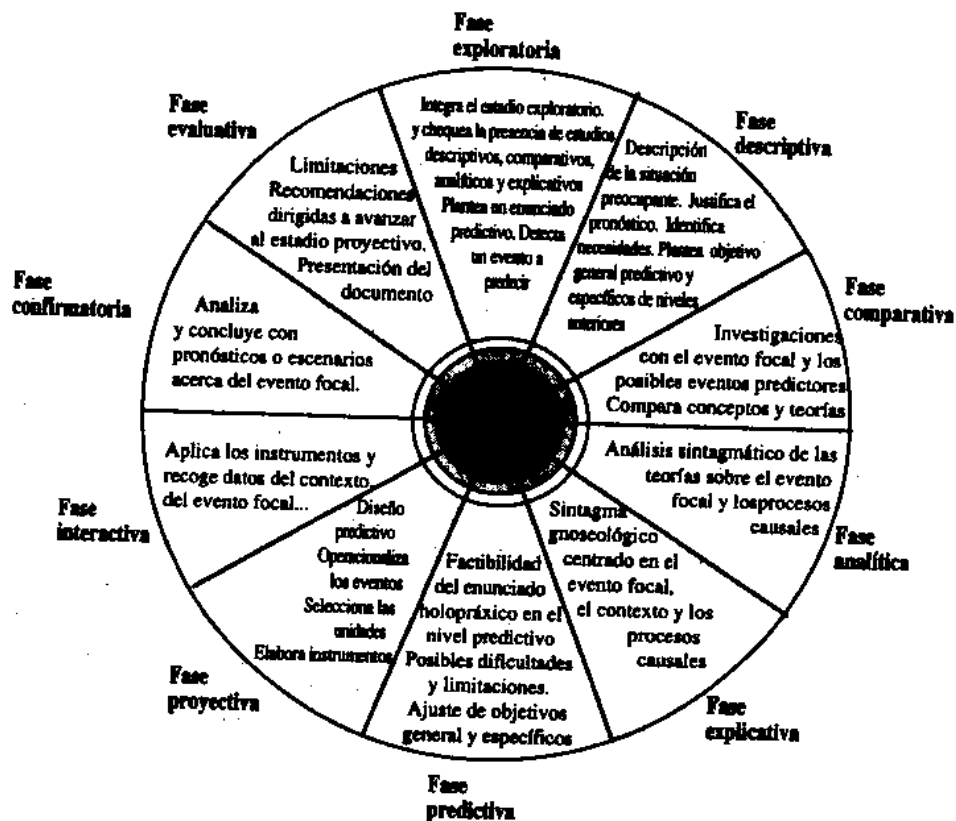 Fase
exploratoria
Integra el estadio exploratorio.
y chequea la presencia de estudios
descriptivos, comparativos,
analíticos y explicativos
Plantea un enunciado
predictivo. Detecta
un evento a
predecir
Fase
descriptiva
Descripción
de la situación
preocupante. Justifica el
pronóstico. Identifica
necesidades. Plantea objetivo
general predictivo y
específicos de niveles
anteriores
Fase
comparativa
Investigaciones
con el evento focal y los
posibles eventos predictores
Compara conceptos y teorías
Análisis sintagmático de las
teorías sobre el evento
focal y losprocesos
causales
Fase
analítica
Sintagma
gnoseológico
centrado en el
evento focal,
el contexto y los
procesos
causales
Fase
explicativa
Factibilidad
del enunciado
holopráxico en el
nivel predictivo
Posibles dificultades
y limitaciones.
Ajuste de objetivos
general y específicos
Fase
predictiva
Diseño
predictivo
Operacionaliza
los eventos
Selecciona las
unidades
Elabora instrumentos
Fase
proyectiva
Aplica los instrumentos y
recoge datos del contexto,
del evento focal...
Fase
interactiva
Analiza
y concluye con
pronósticos o escenarios
acerca del evento focal.
Fase
confirmatoria
Limitaciones
Recomendaciones
dirigidas a avanzar
al estadio proyectivo.
Presentación del
documento
Fase
evaluativa